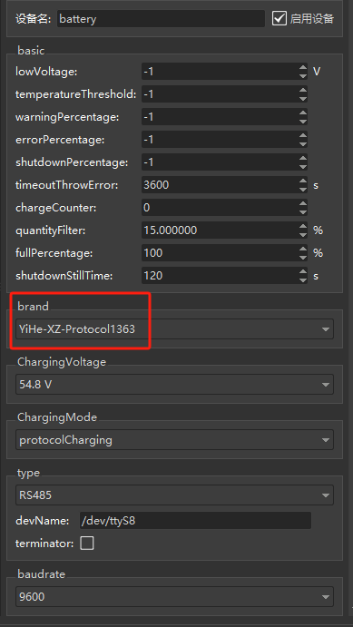 设备名: battery 启用设备
basic
lowVoltage: -1 V
temperatureThreshold: -1
warningPercentage: -1
errorPercentage: -1
shutdownPercentage: -1
timeoutThrowError: 3600 s
chargeCounter: 0
quantityFilter: 15.000000 %
fullPercentage: 100 %
shutdownStillTime: 120 s
brand
YiHe-XZ-Protocol1363
ChargingVoltage
54.8 V
ChargingMode
protocolCharging
type
RS485
devName: /dev/ttyS8
terminator:
baudrate
9600